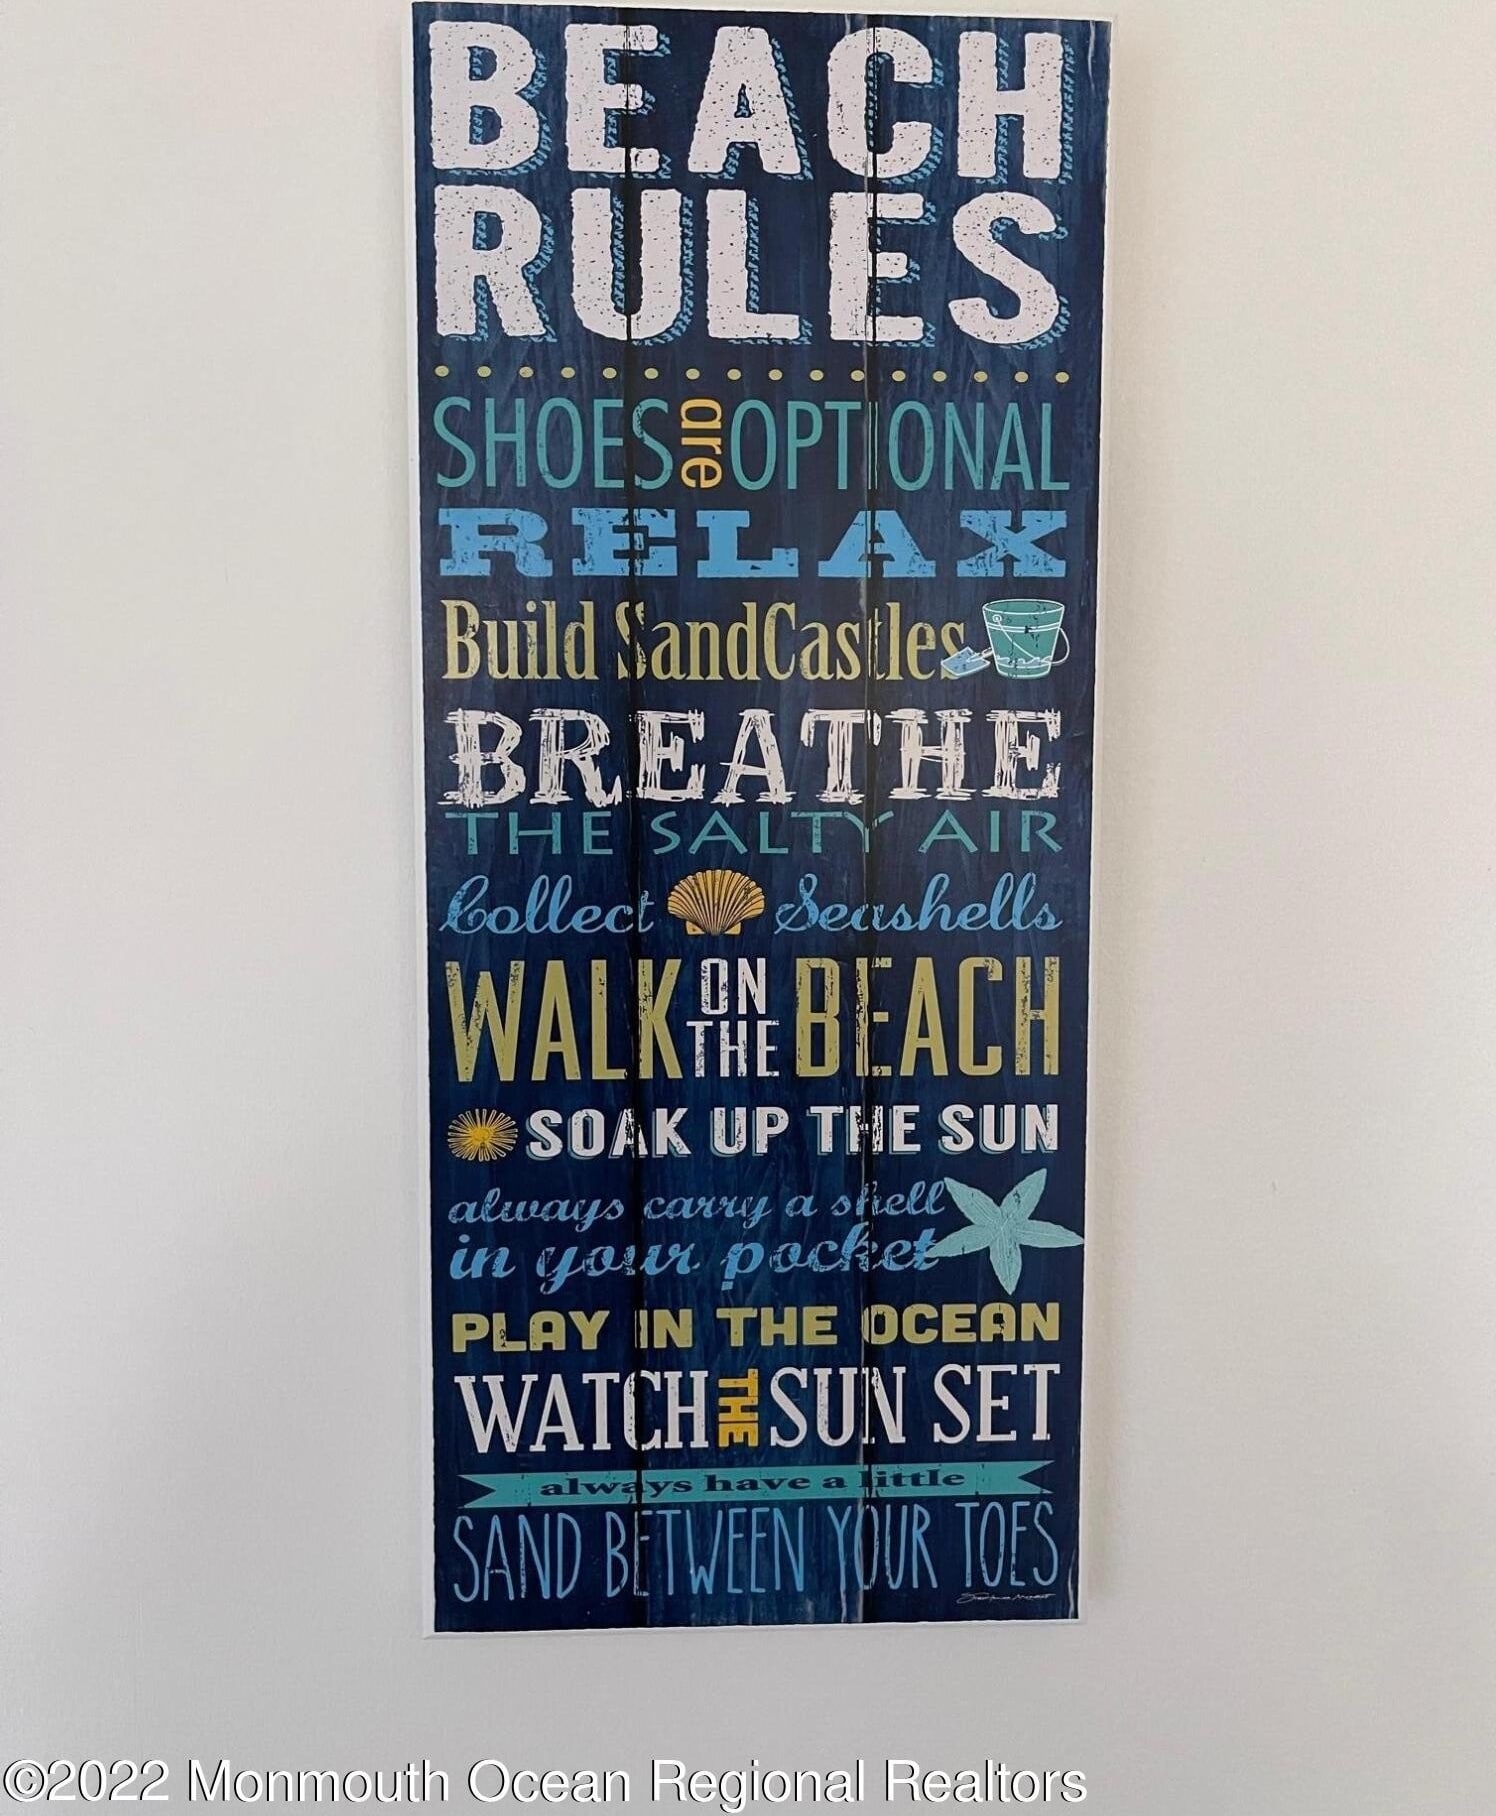 BEACH
RULES
SHOES are OPTIONAL
RELAX
Build SandCastles
BREATHE
THE SALTY AIR
Collect Seashells
WALK ON THE BEACH
SOAK UP THE SUN
always carry a shell
in your pocket
PLAY IN THE OCEAN
WATCH THE SUN SET
always have a little
SAND BETWEEN YOUR TOES
©2022 Monmouth Ocean Regional Realtors